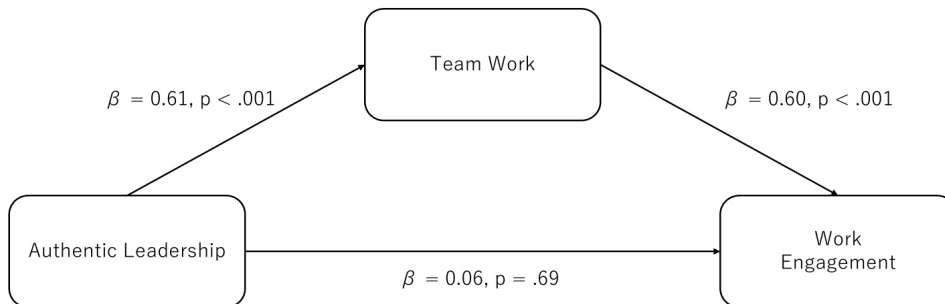 Team Work
β = 0.61, p < .001
β = 0.60, p < .001
Authentic Leadership
Work
Engagement
β = 0.06, p = .69